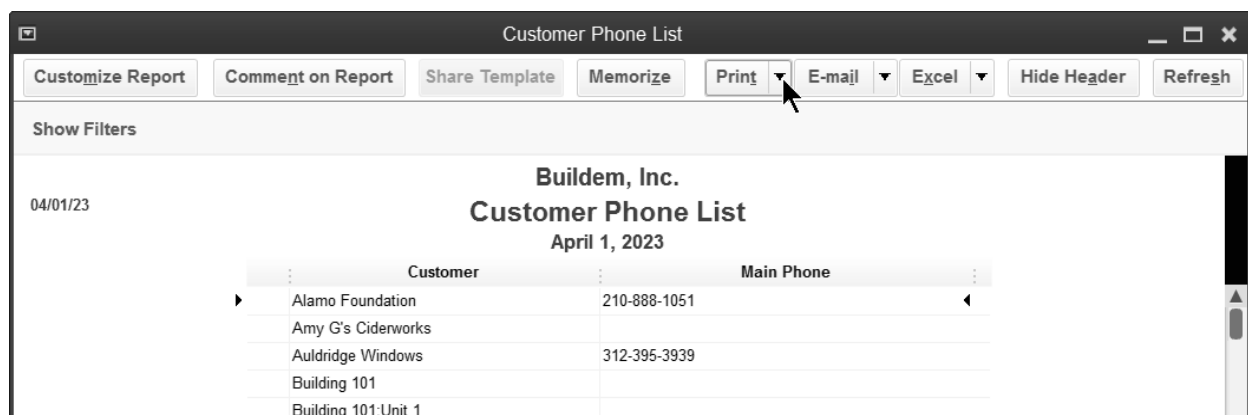 Customer Phone List
Customize Report Comment on Report Share Template Memorize Print E-mail Excel Hide Header Refresh
Show Filters
Buildem, Inc.
04/01/23 Customer Phone List
April 1, 2023
Customer Main Phone
Alamo Foundation 210-888-1051
Amy G's Ciderworks
Auldridge Windows 312-395-3939
Building 101
Building 101:Unit 1